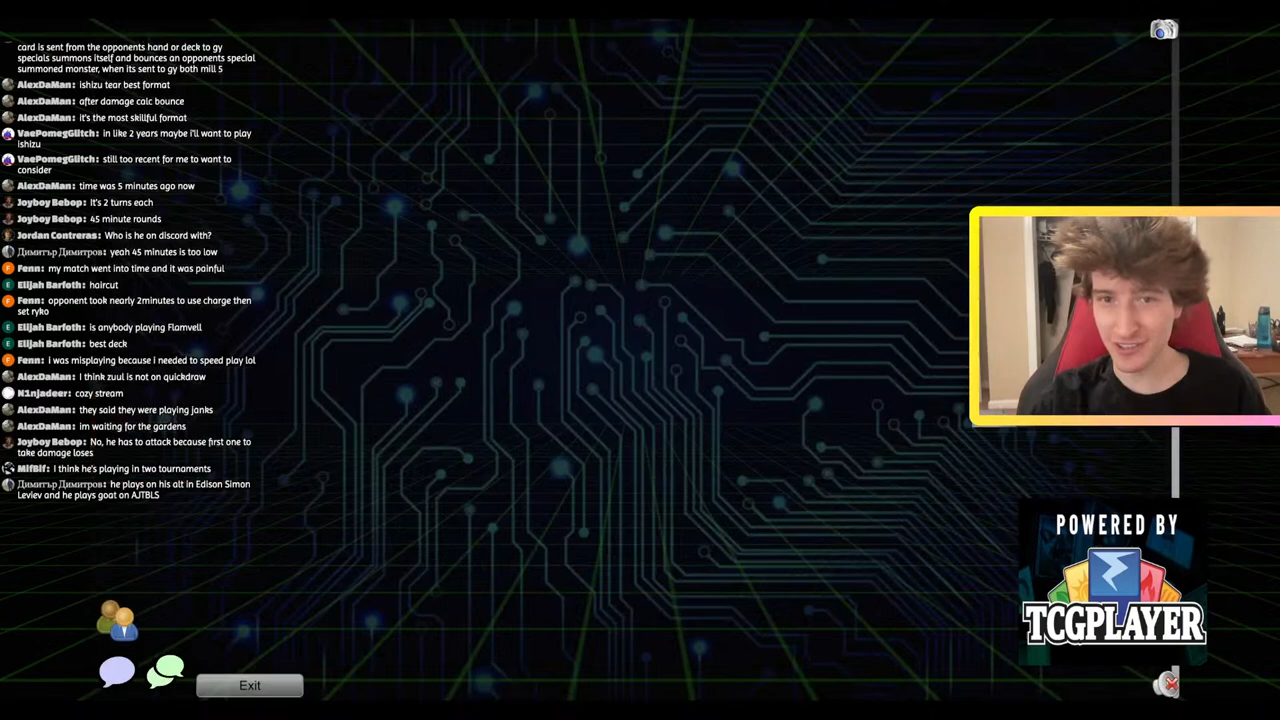 card is sent from the opponents hand or deck to gy
specials summons itself and bounces an opponents special
summoned monster, when its sent to gy both mill 5
AlexDaMan: ishizu tear best format
AlexDaMan: after damage calc bounce
AlexDaMan: it's the most skillful format
VaePomegGlitch: in like 2 years maybe i'll want to play
ishizu
VaePomegGlitch: still too recent for me to want to
consider
AlexDaMan: time was 5 minutes ago now
Joyboy Bebop: It's 2 turns each
Joyboy Bebop: 45 minute rounds
Jordan Contreras: Who is he on discord with?
Димитър Димитров: yeah 45 minutes is too low
Fenn: my match went into time and it was painful
Elijah Barfoth: haircut
Fenn: opponent took nearly 2minutes to use charge then
set ryko
Elijah Barfoth: is anybody playing Flamvell
Elijah Barfoth: best deck
Fenn: i was misplaying because i needed to speed play lol
AlexDaMan: I think zuul is not on quickdraw
N1njadeer: cozy stream
AlexDaMan: they said they were playing janks
AlexDaMan: im waiting for the gardens
Joyboy Bebop: No, he has to attack because first one to
take damage loses
MifBif: I think he's playing in two tournaments
Димитър Димитров: he plays on his alt in Edison Simon
Leviev and he plays goat on AJTBLS
Exit
POWERED BY
TCGPLAYER